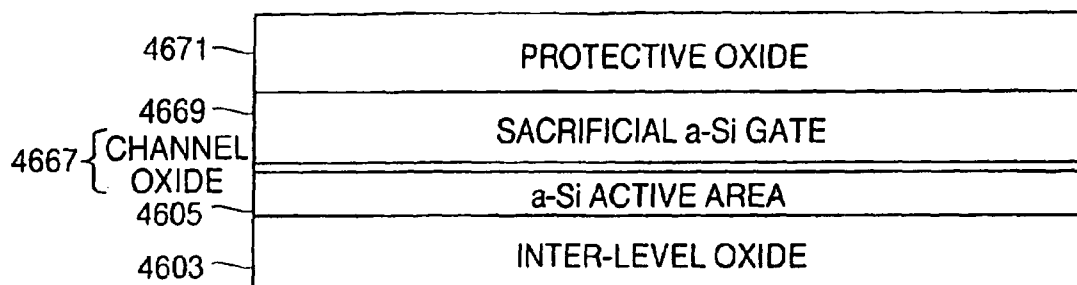 4671 PROTECTIVE OXIDE
4669 SACRIFICIAL a-Si GATE
4667 { CHANNEL OXIDE
4605 a-Si ACTIVE AREA
4603 INTER-LEVEL OXIDE